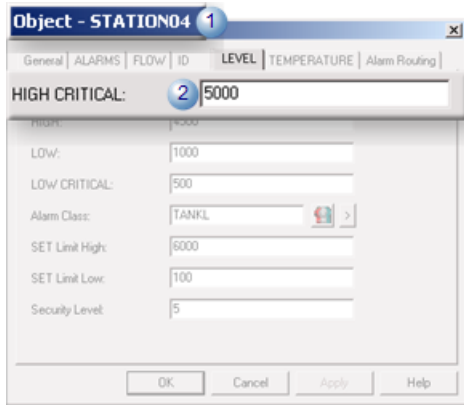 Object - STATION04 1
General ALARMS FLOW ID LEVEL TEMPERATURE Alarm Routing
HIGH CRITICAL: 2 5000
HIGH: 4500
LOW: 1000
LOW CRITICAL: 500
Alarm Class: TANKL >
SET Limit High: 6000
SET Limit Low: 100
Security Level: 5
OK Cancel Apply Help